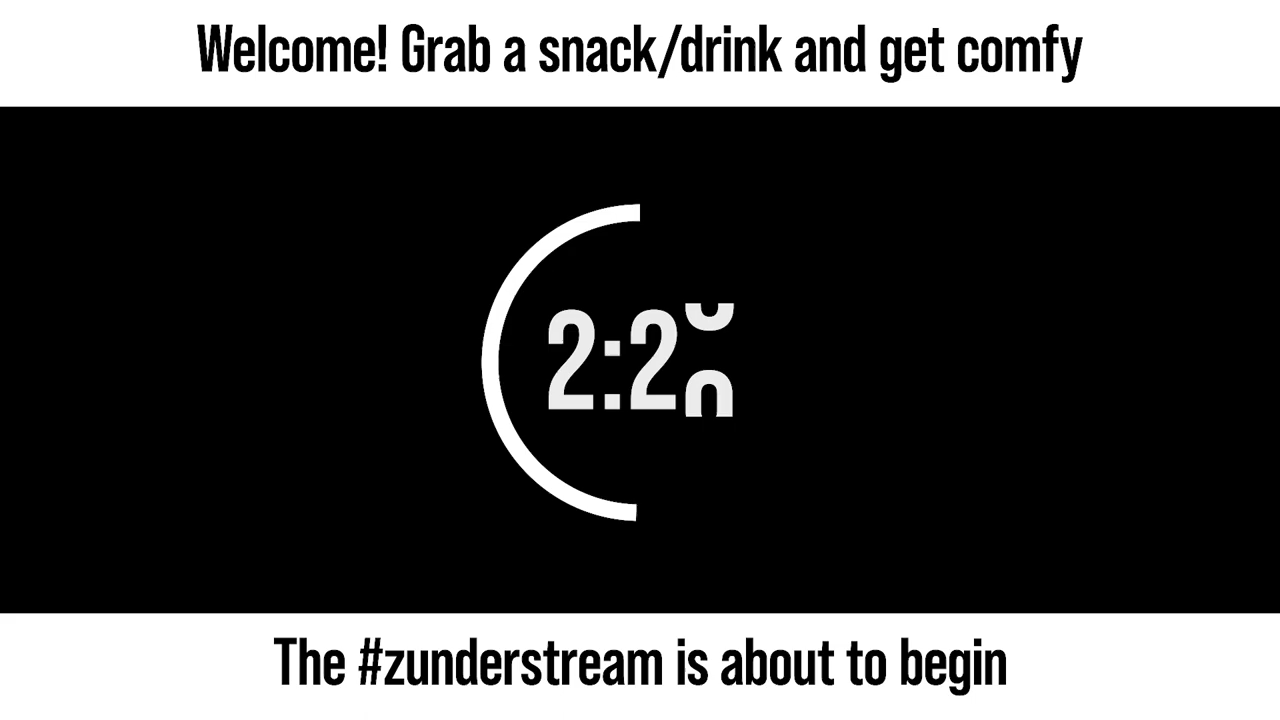 Welcome! Grab a snack/drink and get comfy
2:2
The #zunderstream is about to begin